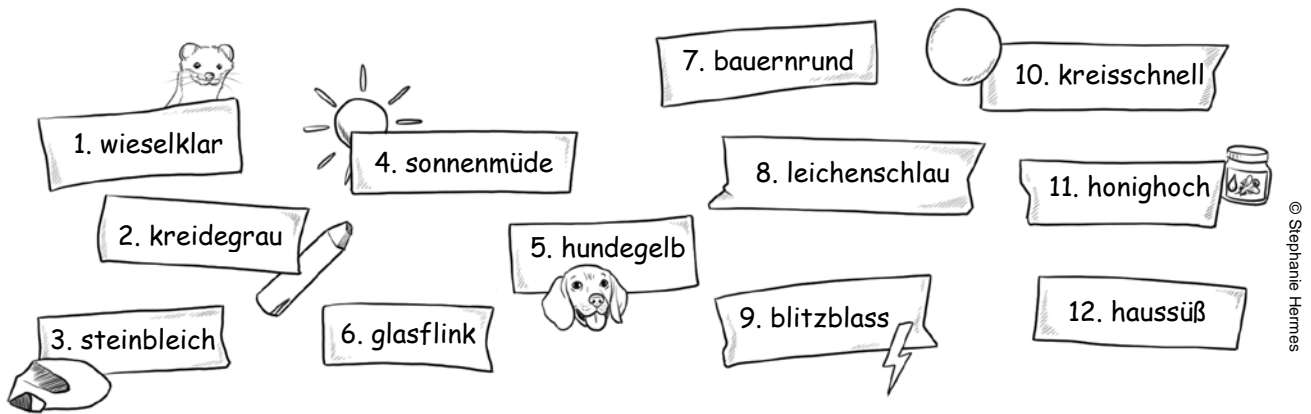 1. wieselklar
2. kreidegrau
3. steinbleich
4. sonnenmüde
5. hundegelb
6. glasflink
7. bauernrund
8. leichenschlau
9. blitzblass
10. kreisschnell
11. honighoch
12. haussüß
© Stephanie Hermes